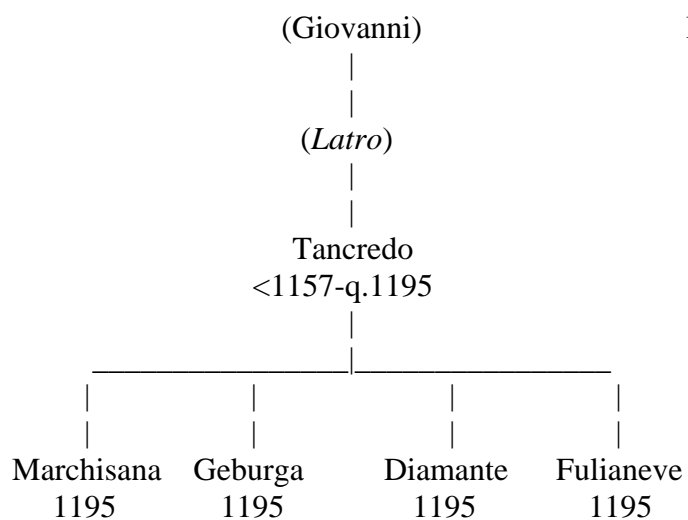 (Giovanni)
(Latro)
Tancredo
<1157-q.1195
Marchisana Geburga Diamante Fulianeve
1195 1195 1195 1195